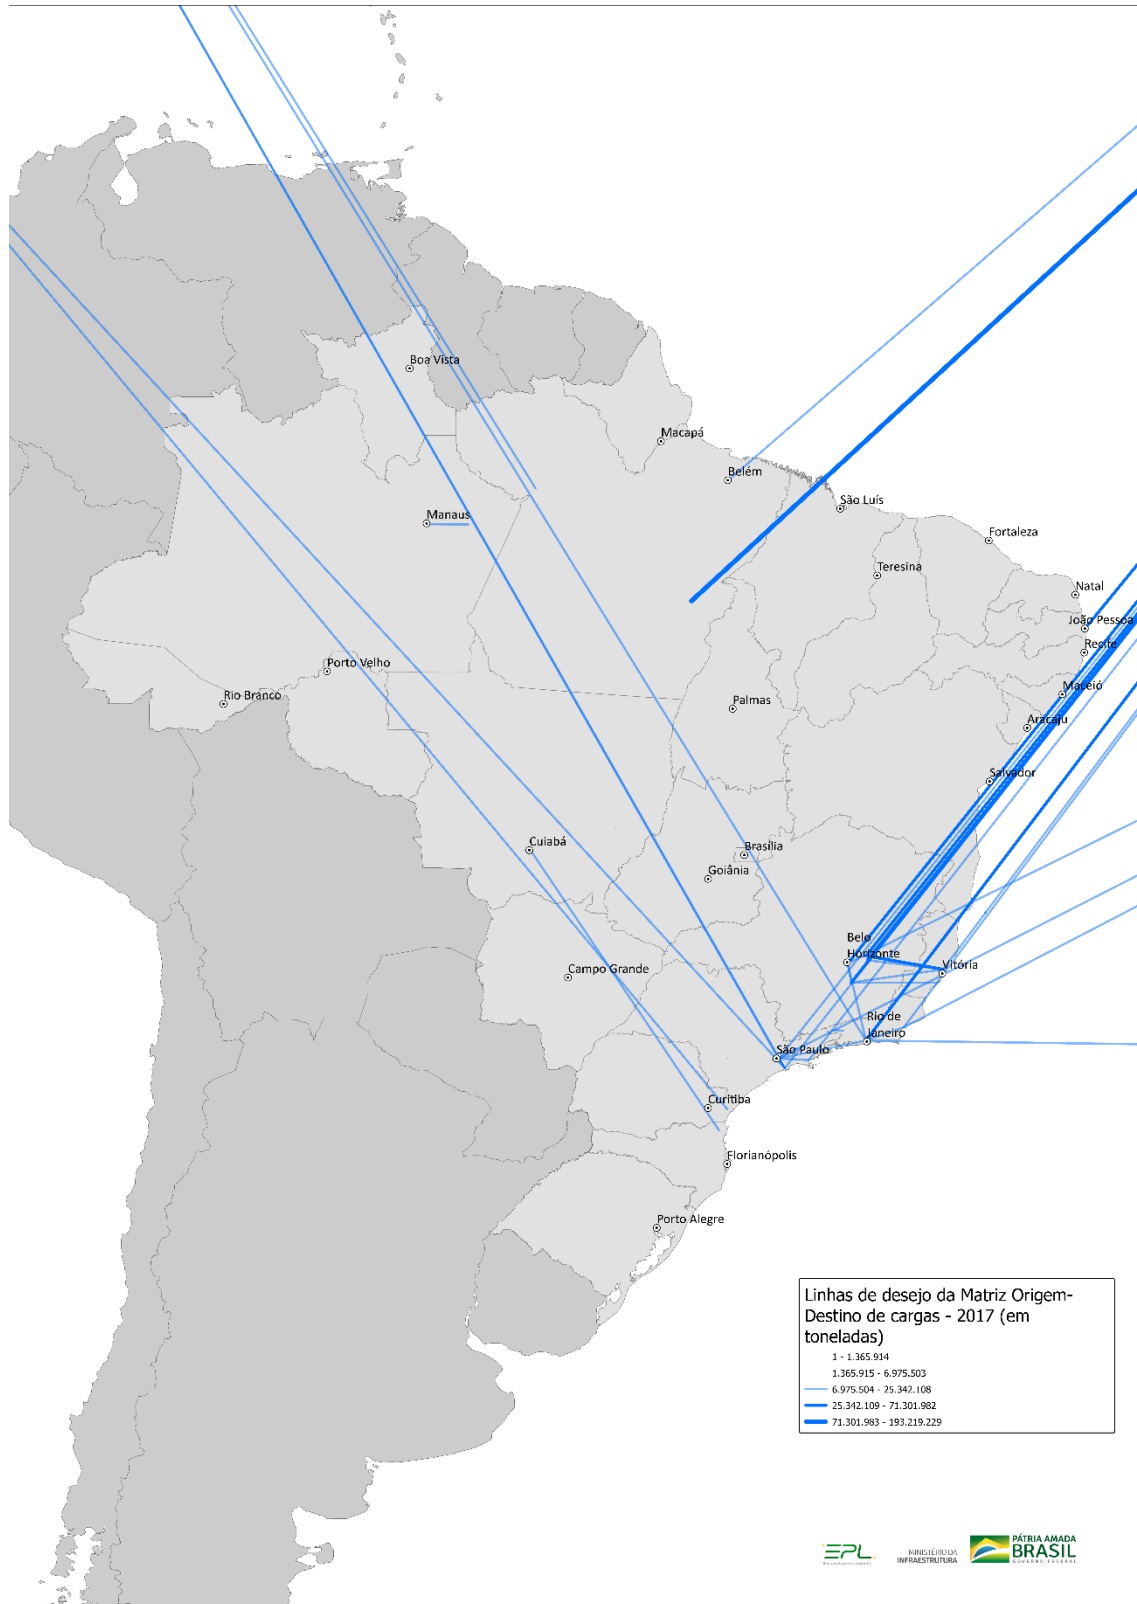 Boa Vista
Macapá
Belém
São Luís
Manaus
Fortaleza
Teresina
Natal
João Pessoa
Recife
Porto Velho
Rio Branco
Maceió
Palmas
Aracaju
Salvador
Cuiabá
Brasília
Goiânia
Belo
Horizonte
Vitória
Campo Grande
Rio de
Janeiro
São Paulo
Curitiba
Florianópolis
Porto Alegre
Linhas de desejo da Matriz Origem-
Destino de cargas - 2017 (em
toneladas)
1 - 1.365.914
1.365.915 - 6.975.503
6.975.504 - 25.342.108
25.342.109 - 71.301.982
71.301.983 - 193.219.229
EPL
MINISTÉRIO DA
INFRAESTRUTURA
PÁTRIA AMADA
BRASIL
GOVERNO FEDERAL